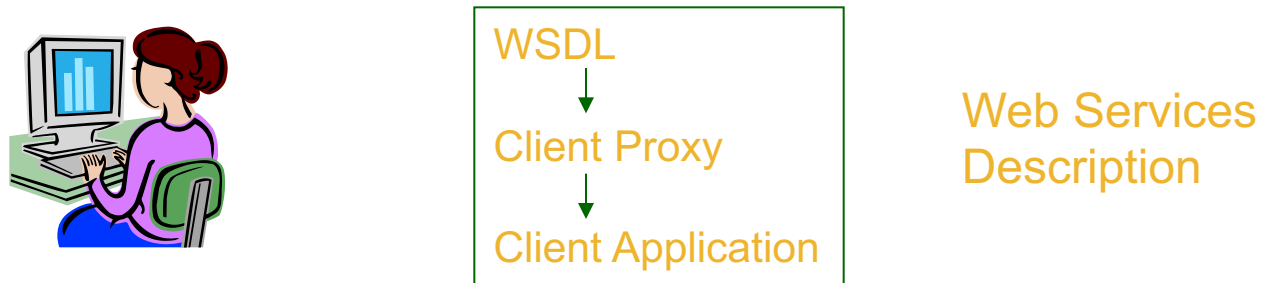 WSDL
Client Proxy
Client Application
Web Services
Description